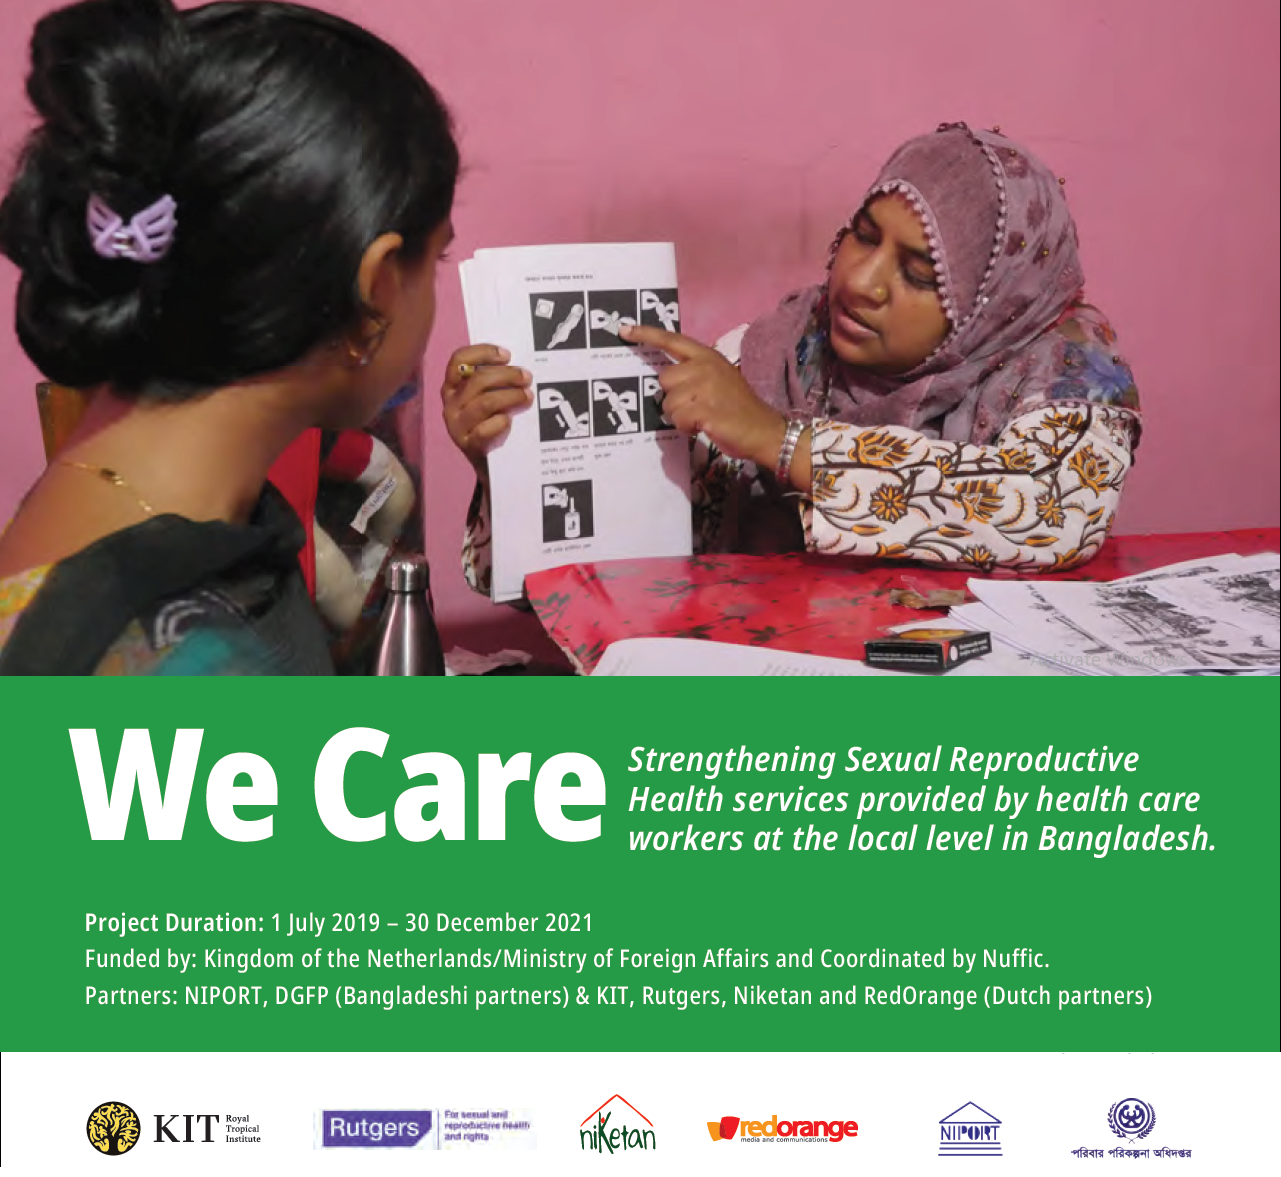 Activate Windows
We Care
Strengthening Sexual Reproductive
Health services provided by health care
workers at the local level in Bangladesh.
Project Duration: 1 July 2019 – 30 December 2021
Funded by: Kingdom of the Netherlands/Ministry of Foreign Affairs and Coordinated by Nuffic.
Partners: NIPORT, DGFP (Bangladeshi partners) & KIT, Rutgers, Niketan and RedOrange (Dutch partners)
KIT
Royal
Tropical
Institute
Rutgers
For sexual and
reproductive health
and rights
niketan
redorange
media and communications
NIPORT
পরিবার পরিকল্পনা অধিদপ্তর